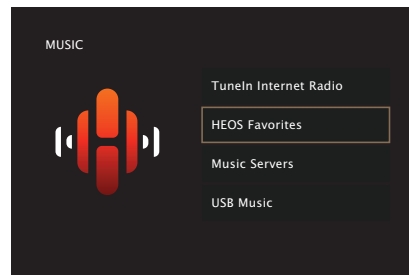 MUSIC
TuneIn Internet Radio
HEOS Favorites
Music Servers
USB Music